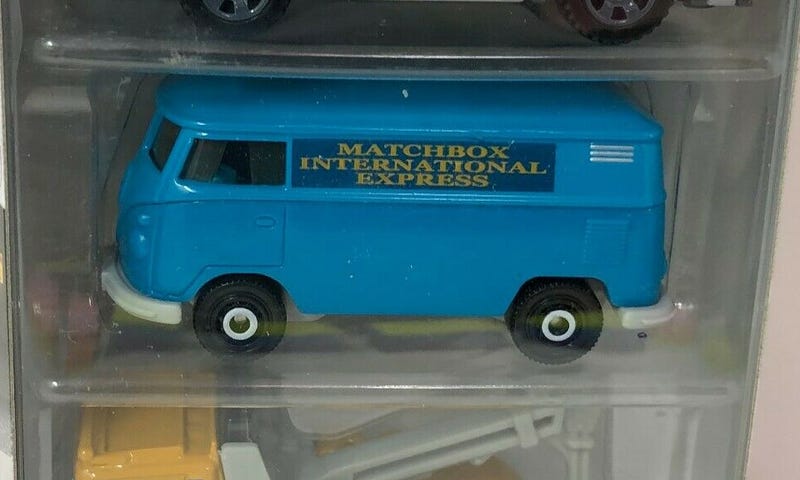 MATCHBOX
INTERNATIONAL
EXPRESS